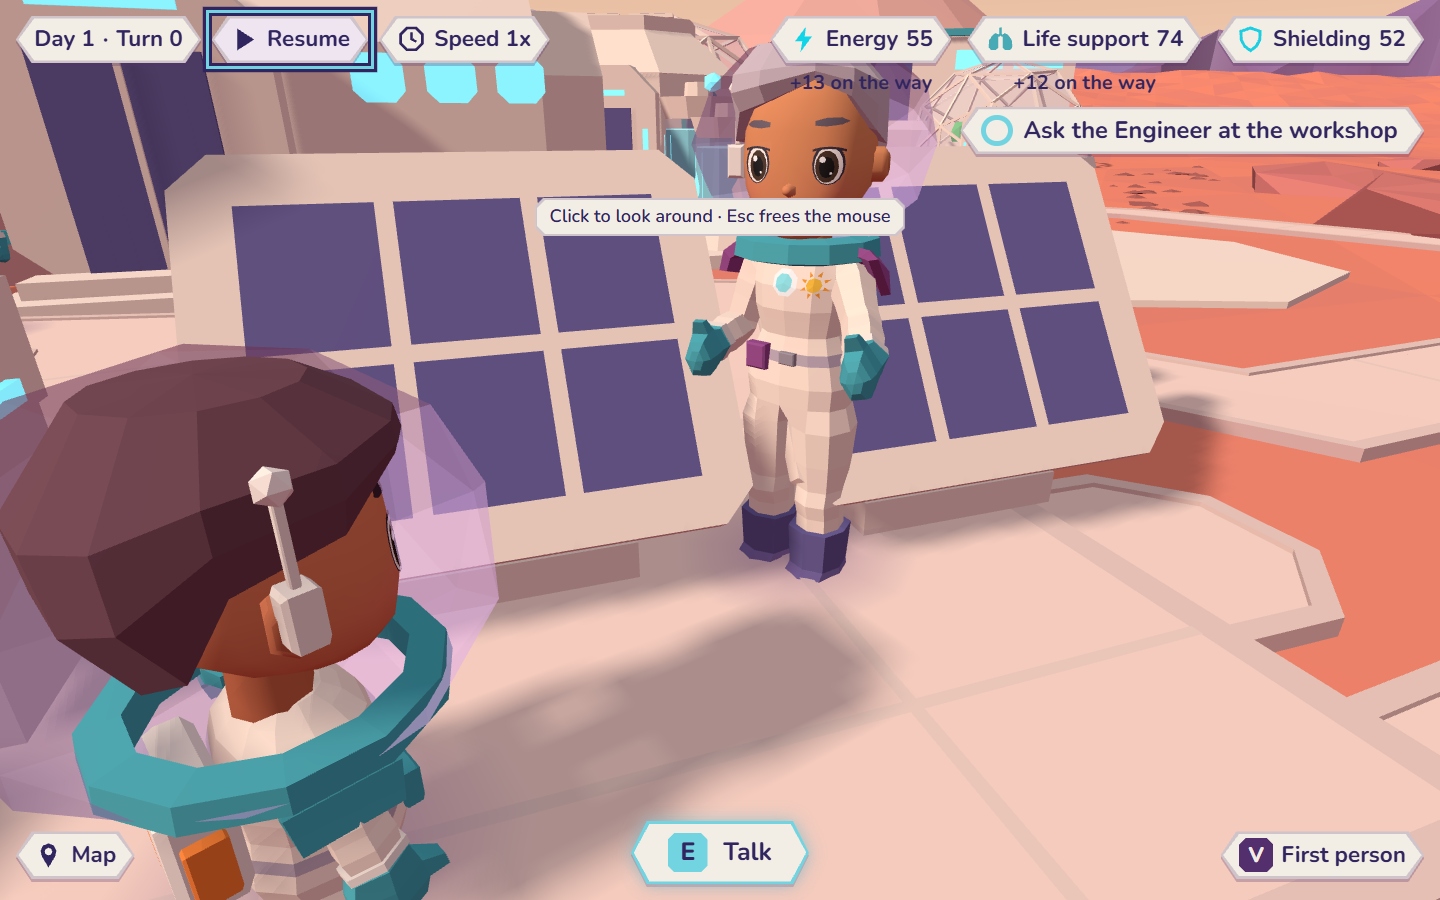 Day 1 · Turn 0
Resume
Speed 1x
Energy 55
Life support 74
Shielding 52
+13 on the way
+12 on the way
Ask the Engineer at the workshop
Click to look around · Esc frees the mouse
Map
E Talk
V First person